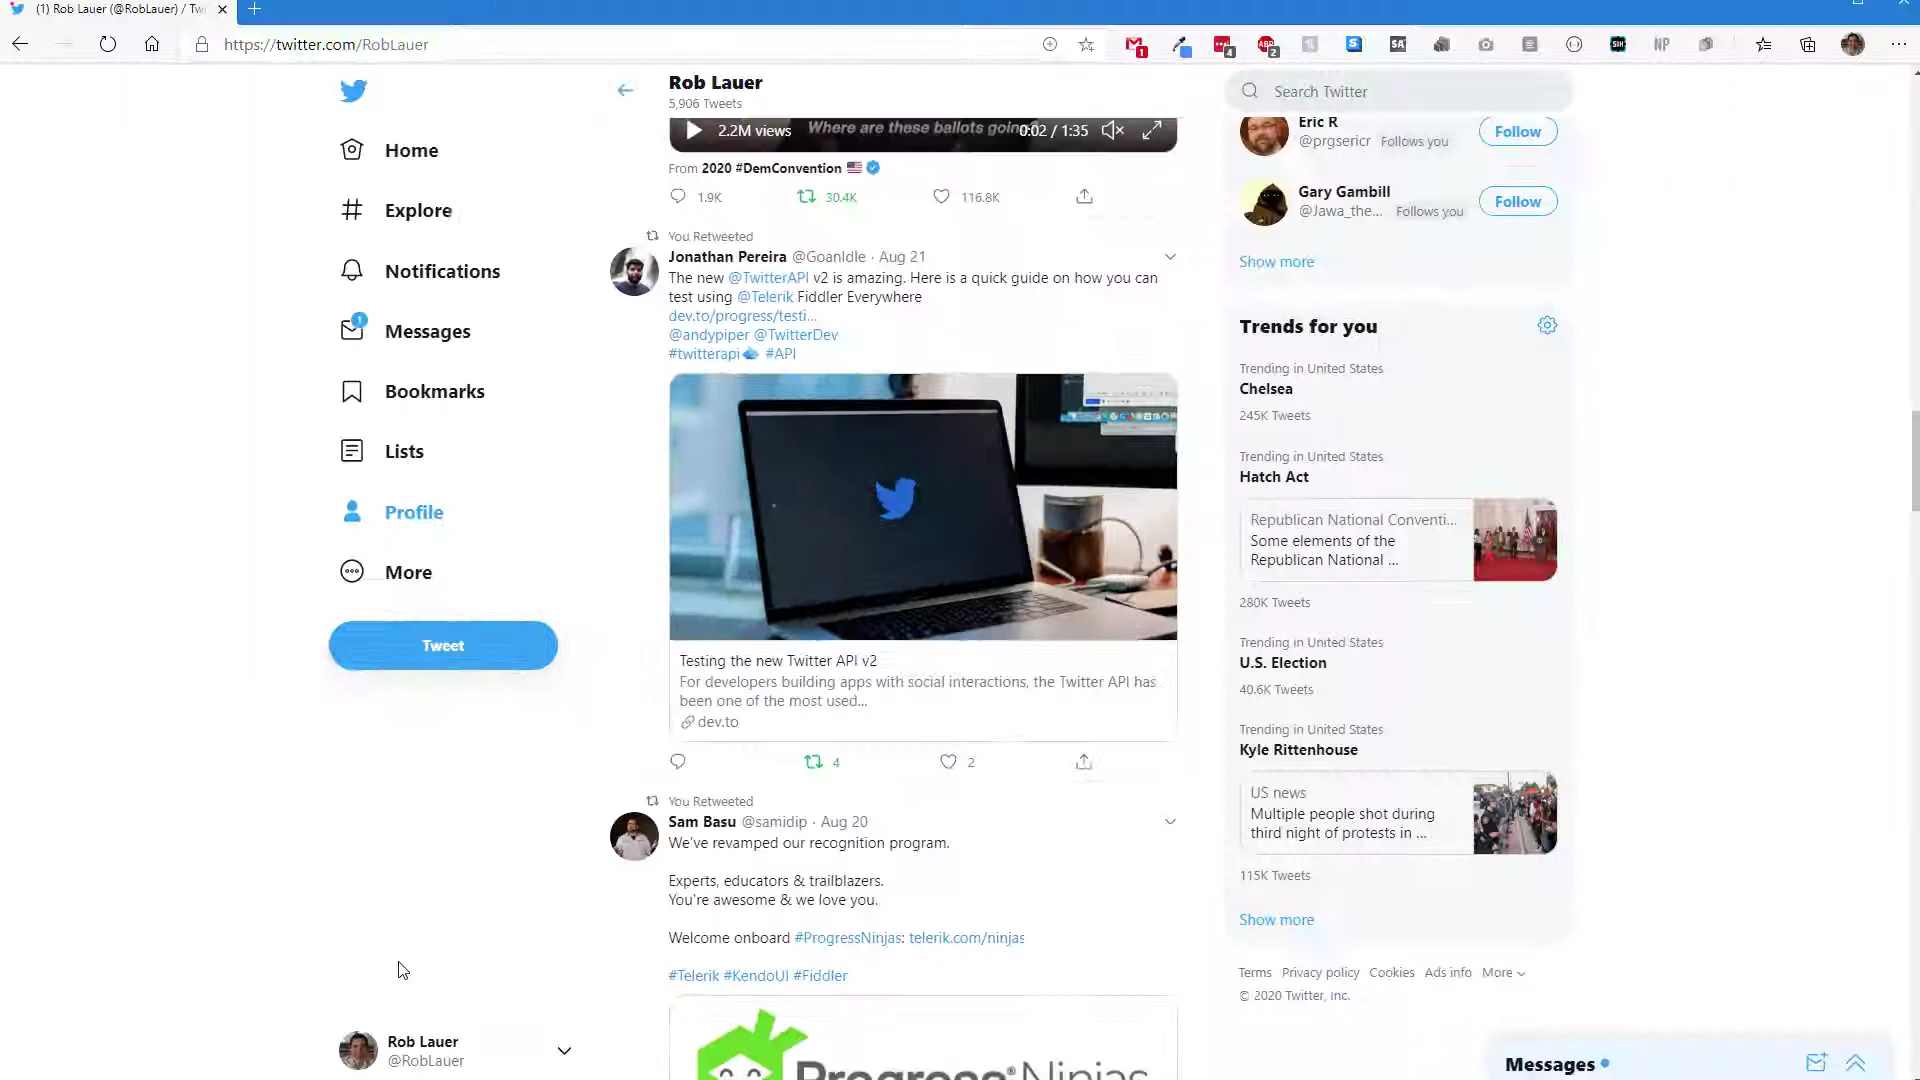 (1) Rob Lauer (@RobLauer) / Tw
https://twitter.com/RobLauer
1
4
ABP
2
SA
SIH
NP
Home
Explore
Notifications
1
Messages
Bookmarks
Lists
Profile
More
Tweet
Rob Lauer
@RobLauer
Rob Lauer
5,906 Tweets
2.2M views
Where are these ballots going
0:02 / 1:35
From 2020 #DemConvention
1.9K
30.4K
116.8K
You Retweeted
Jonathan Pereira @GoanIdle · Aug 21
The new @TwitterAPI v2 is amazing. Here is a quick guide on how you can
test using @Telerik Fiddler Everywhere
dev.to/progress/testi...
@andypiper @TwitterDev
#twitterapi #API
Testing the new Twitter API v2
For developers building apps with social interactions, the Twitter API has
been one of the most used...
dev.to
4
2
You Retweeted
Sam Basu @samidip · Aug 20
We've revamped our recognition program.
Experts, educators & trailblazers.
You're awesome & we love you.
Welcome onboard #ProgressNinjas: telerik.com/ninjas
#Telerik #KendoUI #Fiddler
Progress® Ninjas
Search Twitter
Eric R
@prgsericr Follows you
Follow
Gary Gambill
@Jawa_the... Follows you
Follow
Show more
Trends for you
Trending in United States
Chelsea
245K Tweets
Trending in United States
Hatch Act
Republican National Conventi...
Some elements of the
Republican National ...
280K Tweets
Trending in United States
U.S. Election
40.6K Tweets
Trending in United States
Kyle Rittenhouse
US news
Multiple people shot during
third night of protests in ...
115K Tweets
Show more
Terms Privacy policy Cookies Ads info More
© 2020 Twitter, Inc.
Messages